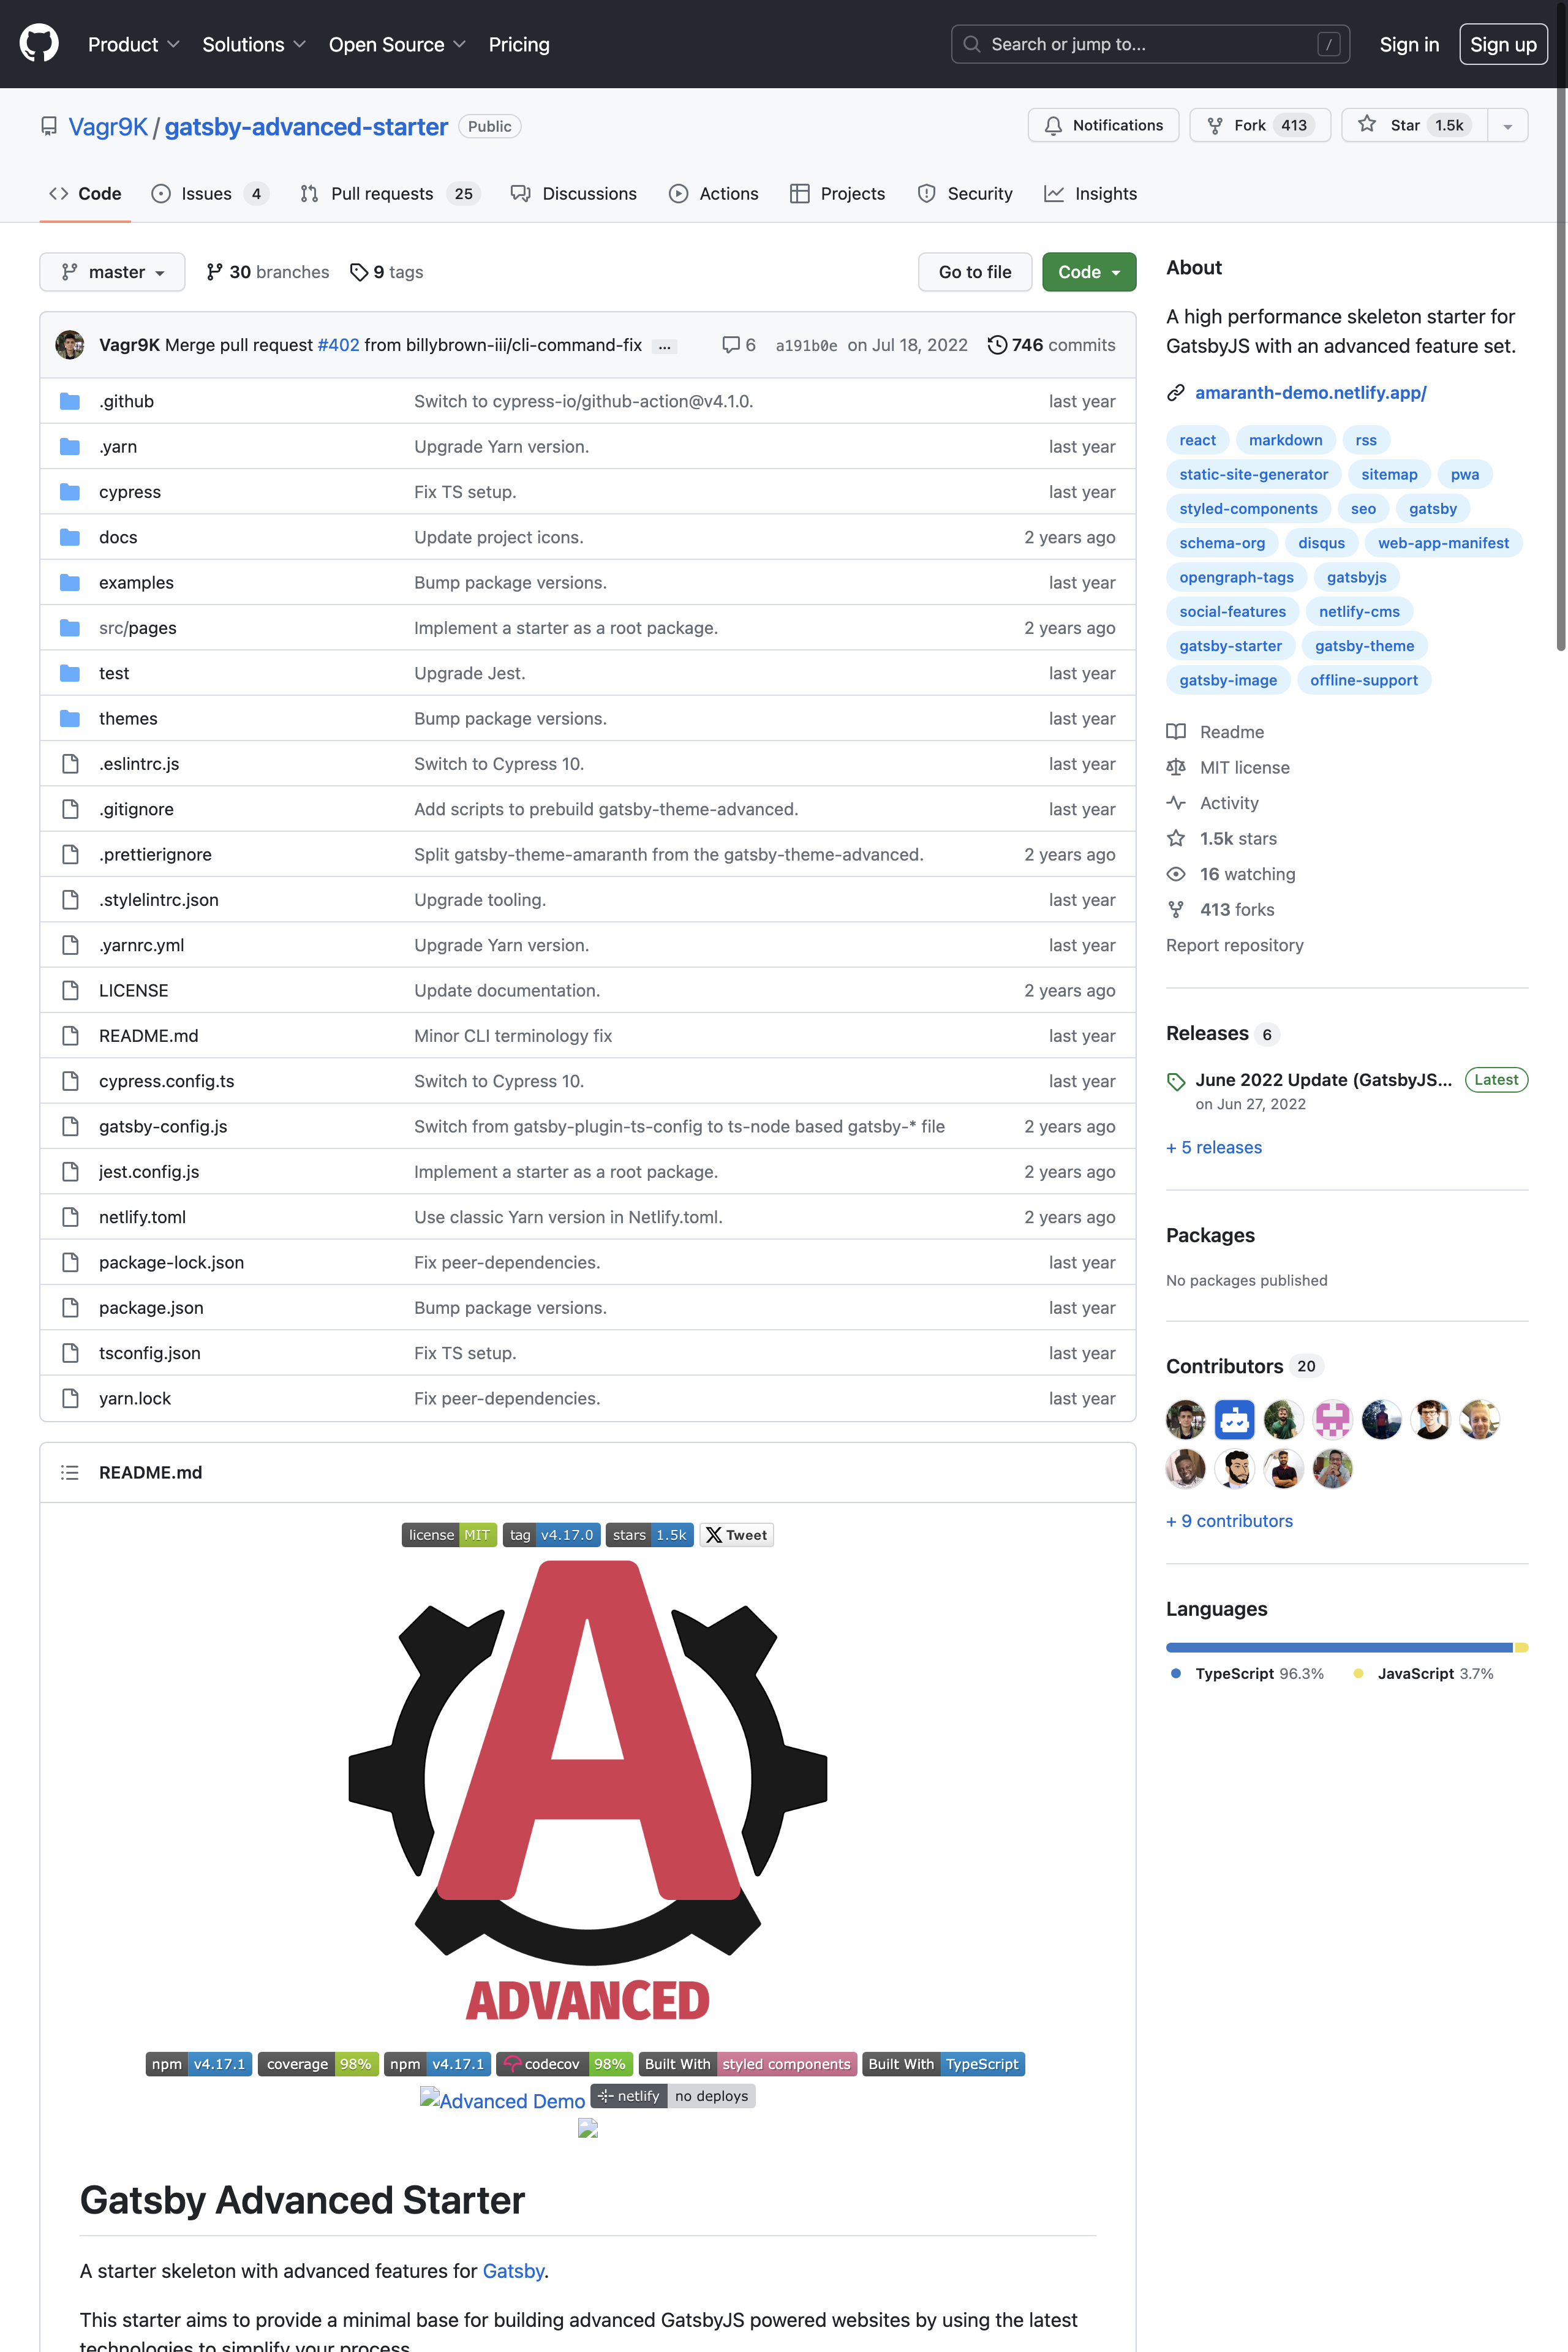 Product Solutions Open Source Pricing Search or jump to... / Sign in Sign up
Vagr9K / gatsby-advanced-starter Public Notifications Fork 413 Star 1.5k
Code Issues 4 Pull requests 25 Discussions Actions Projects Security Insights
master 30 branches 9 tags Go to file Code
Vagr9K Merge pull request #402 from billybrown-iii/cli-command-fix ... 6 a191b0e on Jul 18, 2022 746 commits
.github Switch to cypress-io/github-action@v4.1.0. last year
.yarn Upgrade Yarn version. last year
cypress Fix TS setup. last year
docs Update project icons. 2 years ago
examples Bump package versions. last year
src/pages Implement a starter as a root package. 2 years ago
test Upgrade Jest. last year
themes Bump package versions. last year
.eslintrc.js Switch to Cypress 10. last year
.gitignore Add scripts to prebuild gatsby-theme-advanced. last year
.prettierignore Split gatsby-theme-amaranth from the gatsby-theme-advanced. 2 years ago
.stylelintrc.json Upgrade tooling. last year
.yarnrc.yml Upgrade Yarn version. last year
LICENSE Update documentation. 2 years ago
README.md Minor CLI terminology fix last year
cypress.config.ts Switch to Cypress 10. last year
gatsby-config.js Switch from gatsby-plugin-ts-config to ts-node based gatsby-* file 2 years ago
jest.config.js Implement a starter as a root package. 2 years ago
netlify.toml Use classic Yarn version in Netlify.toml. 2 years ago
package-lock.json Fix peer-dependencies. last year
package.json Bump package versions. last year
tsconfig.json Fix TS setup. last year
yarn.lock Fix peer-dependencies. last year
README.md
license MIT tag v4.17.0 stars 1.5k Tweet
A
ADVANCED
npm v4.17.1 coverage 98% npm v4.17.1 codecov 98% Built With styled components Built With TypeScript
Advanced Demo netlify no deploys
Gatsby Advanced Starter
A starter skeleton with advanced features for Gatsby.
This starter aims to provide a minimal base for building advanced GatsbyJS powered websites by using the latest
technologies to simplify your process.
About
A high performance skeleton starter for
GatsbyJS with an advanced feature set.
amaranth-demo.netlify.app/
react markdown rss
static-site-generator sitemap pwa
styled-components seo gatsby
schema-org disqus web-app-manifest
opengraph-tags gatsbyjs
social-features netlify-cms
gatsby-starter gatsby-theme
gatsby-image offline-support
Readme
MIT license
Activity
1.5k stars
16 watching
413 forks
Report repository
Releases 6
June 2022 Update (GatsbyJS... Latest
on Jun 27, 2022
+ 5 releases
Packages
No packages published
Contributors 20
+ 9 contributors
Languages
TypeScript 96.3% JavaScript 3.7%